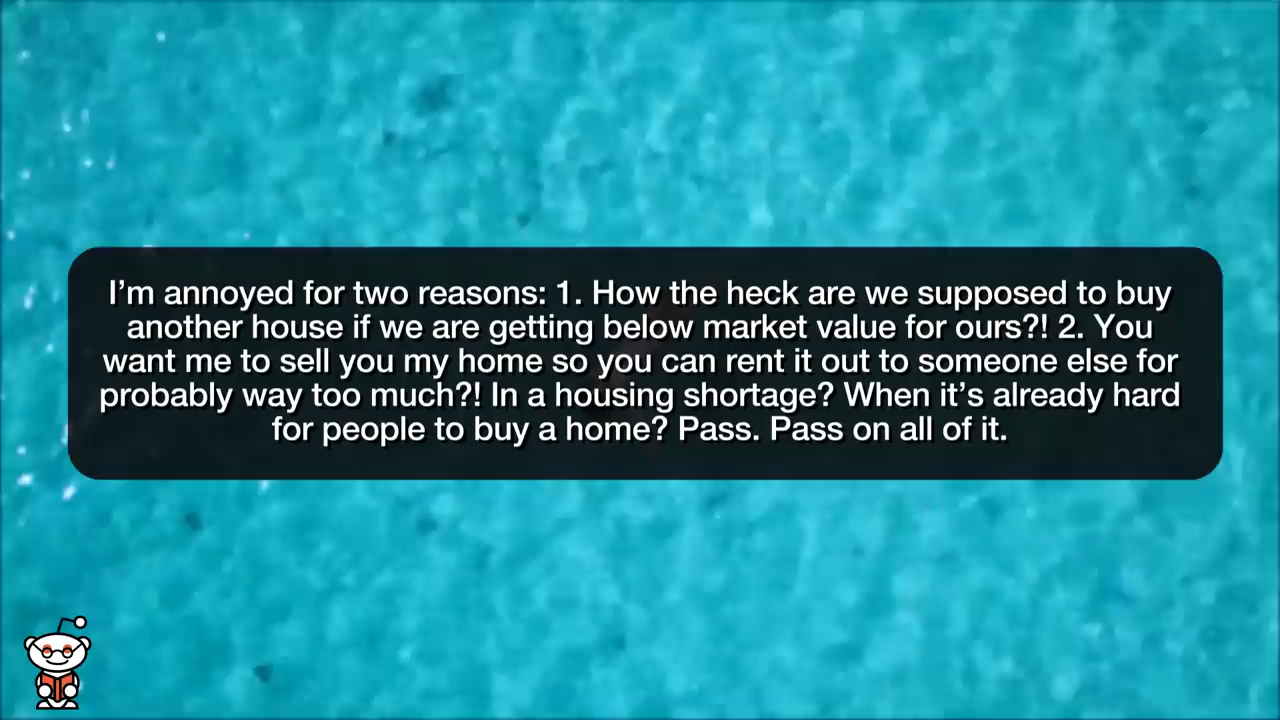 I’m annoyed for two reasons: 1. How the heck are we supposed to buy
another house if we are getting below market value for ours?! 2. You
want me to sell you my home so you can rent it out to someone else for
probably way too much?! In a housing shortage? When it’s already hard
for people to buy a home? Pass. Pass on all of it.